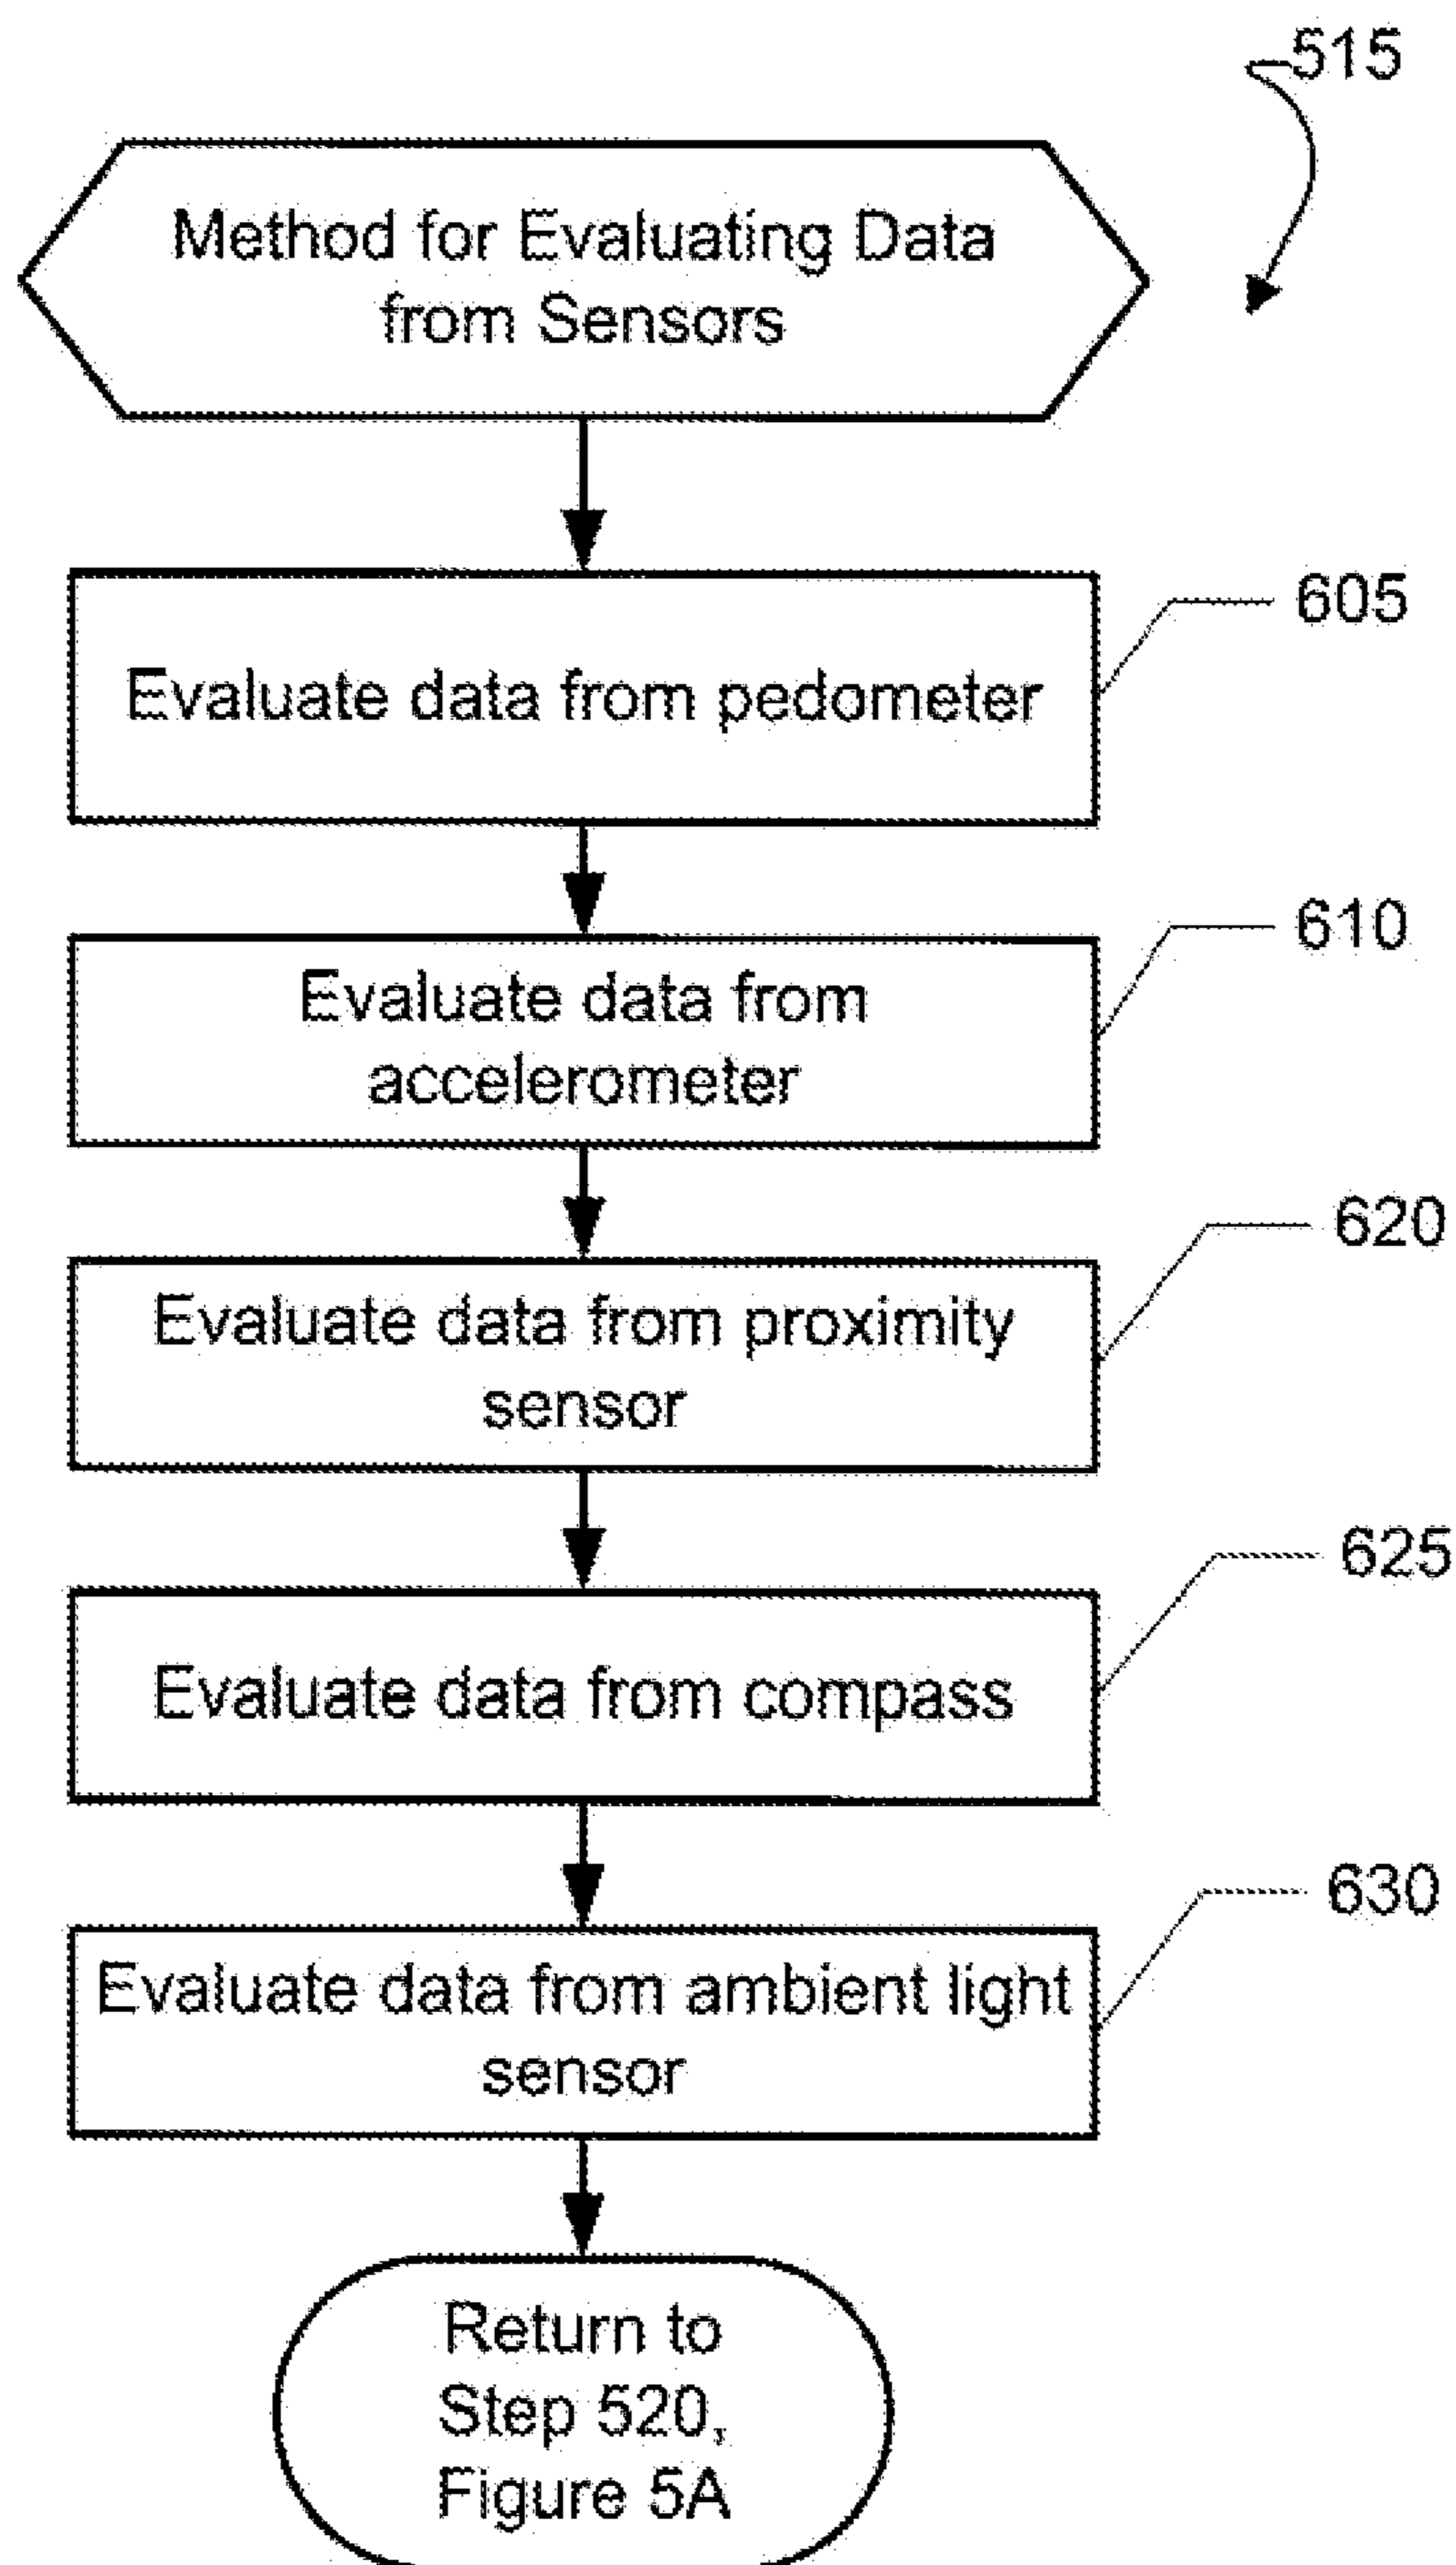 515
Method for Evaluating Data
from Sensors
605
Evaluate data from pedometer
610
Evaluate data from
accelerometer
620
Evaluate data from proximity
sensor
625
Evaluate data from compass
630
Evaluate data from ambient light
sensor
Return to
Step 520,
Figure 5A